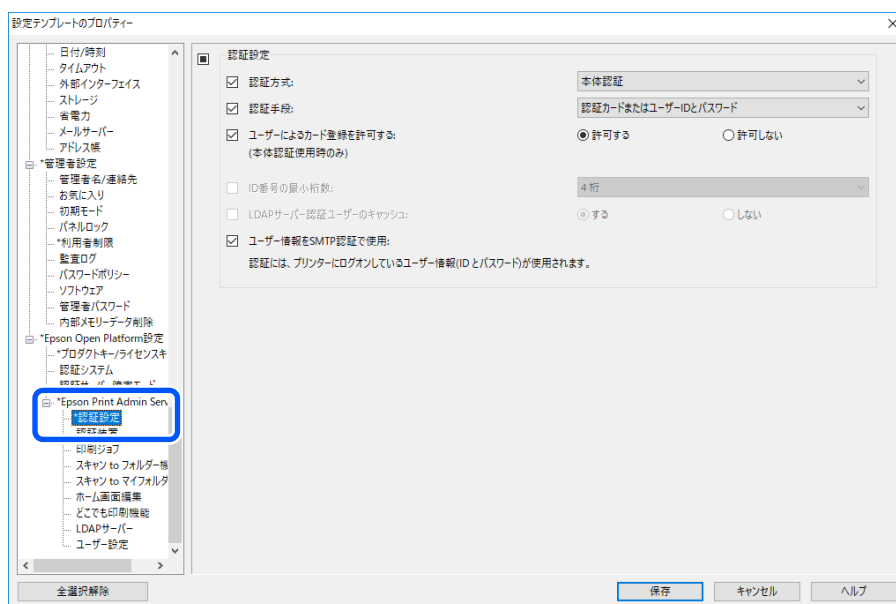 設定テンプレートのプロパティー
日付/時刻
タイムアウト
外部インターフェイス
ストレージ
省電力
メールサーバー
アドレス帳
*管理者設定
管理者名/連絡先
お気に入り
初期モード
パネルロック
*利用者制限
監査ログ
パスワードポリシー
ソフトウェア
管理者パスワード
内部メモリーデータ削除
*Epson Open Platform設定
*プロダクトキー/ライセンスキ
認証システム
認証サーバー障害モード
*Epson Print Admin Serv
*認証設定
認証装置
印刷ジョブ
スキャン to フォルダー機
スキャン to マイフォルダ
ホーム画面編集
どこでも印刷機能
LDAPサーバー
ユーザー設定
認証設定
認証方式: 本体認証
認証手段: 認証カードまたはユーザーIDとパスワード
ユーザーによるカード登録を許可する: 許可する 許可しない
(本体認証使用時のみ)
ID番号の最小桁数: 4 桁
LDAPサーバー認証ユーザーのキャッシュ: する しない
ユーザー情報をSMTP認証で使用:
認証には、プリンターにログオンしているユーザー情報(ID とパスワード)が使用されます。
全選択解除 保存 キャンセル ヘルプ